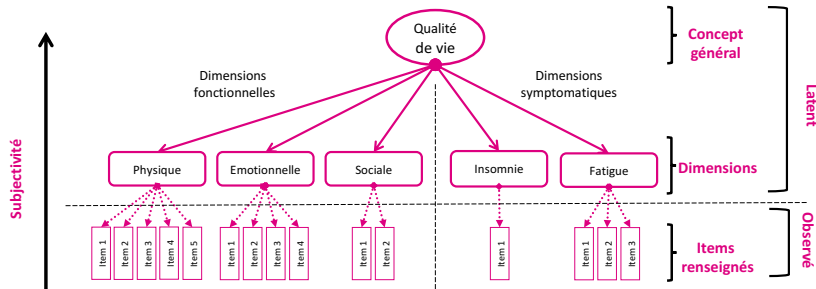 Qualité
de vie
Concept
général
Dimensions
fonctionnelles
Dimensions
symptomatiques
Latent
Subjectivité
Physique
Emotionnelle
Sociale
Insomnie
Fatigue
Dimensions
Item 1
Item 2
Item 3
Item 4
Item 5
Item 1
Item 2
Item 3
Item 4
Item 1
Item 2
Item 1
Item 1
Item 2
Item 3
Items
renseignés
Observé